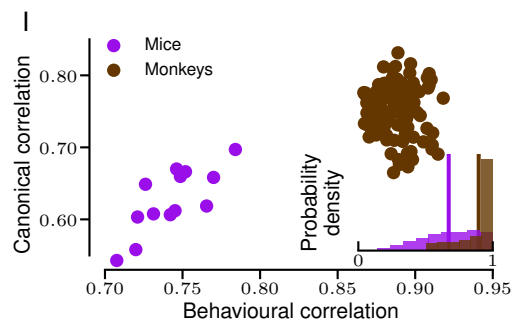 I
Mice
Monkeys
Canonical correlation
0.80
0.70
0.60
Probability
density
0
1
0.70
0.75
0.80
0.85
0.90
0.95
Behavioural correlation